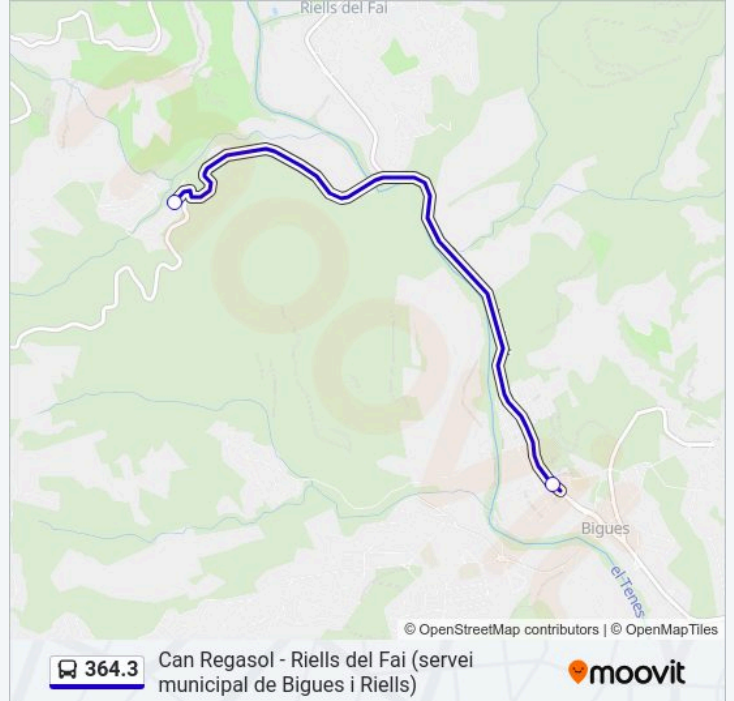 Riells del Fai
Bigues
el Tenes
© OpenStreetMap contributors | © OpenMapTiles
364.3
Can Regasol - Riells del Fai (servei
municipal de Bigues i Riells)
moovit